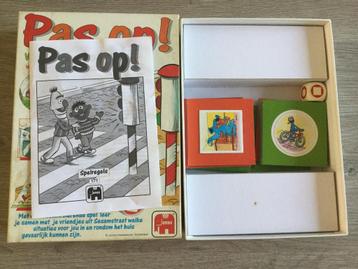 Pas op!
Pas op!
Spelregels
Jumbo
Jumbo
je samen met je vriendjes uit Sesamstraat welke
situaties voor jou in en rondom het huis
gevaarlijk kunnen zijn.